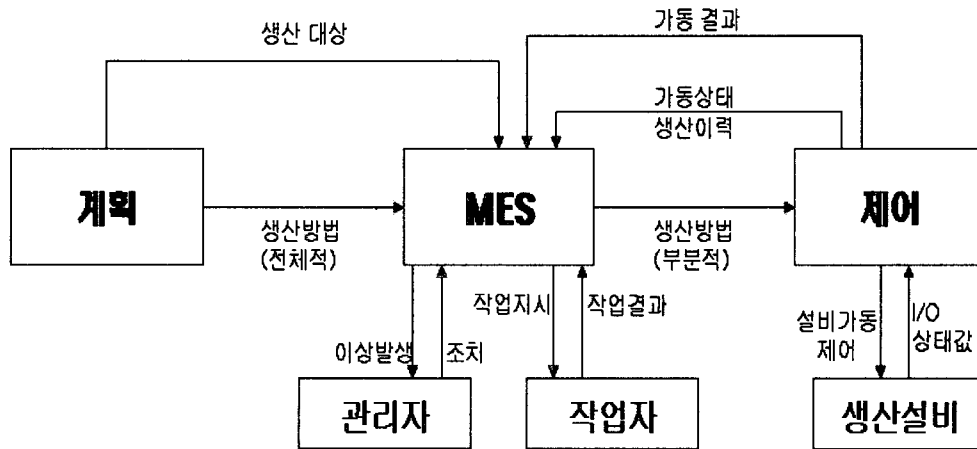 생산 대상
가동 결과
가동상태
생산이력
계획
MES
제어
생산방법
(전체적)
생산방법
(부분적)
이상발생
조치
작업지시
작업결과
설비가동
제어
I/O
상태값
관리자
작업자
생산설비